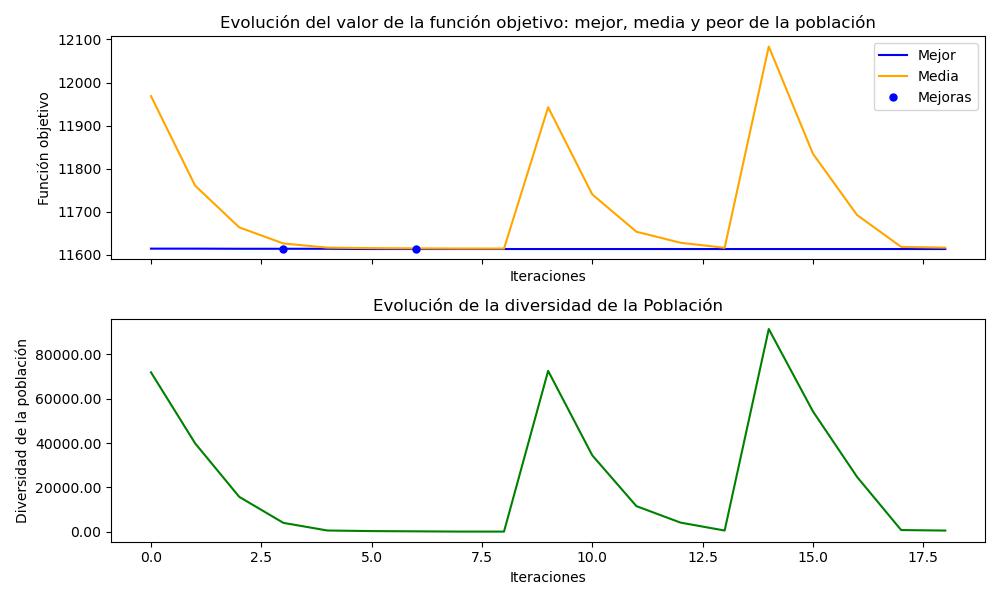 Evolución del valor de la función objetivo: mejor, media y peor de la población
12100
12000
11900
11800
11700
11600
Función objetivo
Mejor
Media
Mejoras
Iteraciones
Evolución de la diversidad de la Población
80000.00
60000.00
40000.00
20000.00
0.00
Diversidad de la población
0.0 2.5 5.0 7.5 10.0 12.5 15.0 17.5
Iteraciones